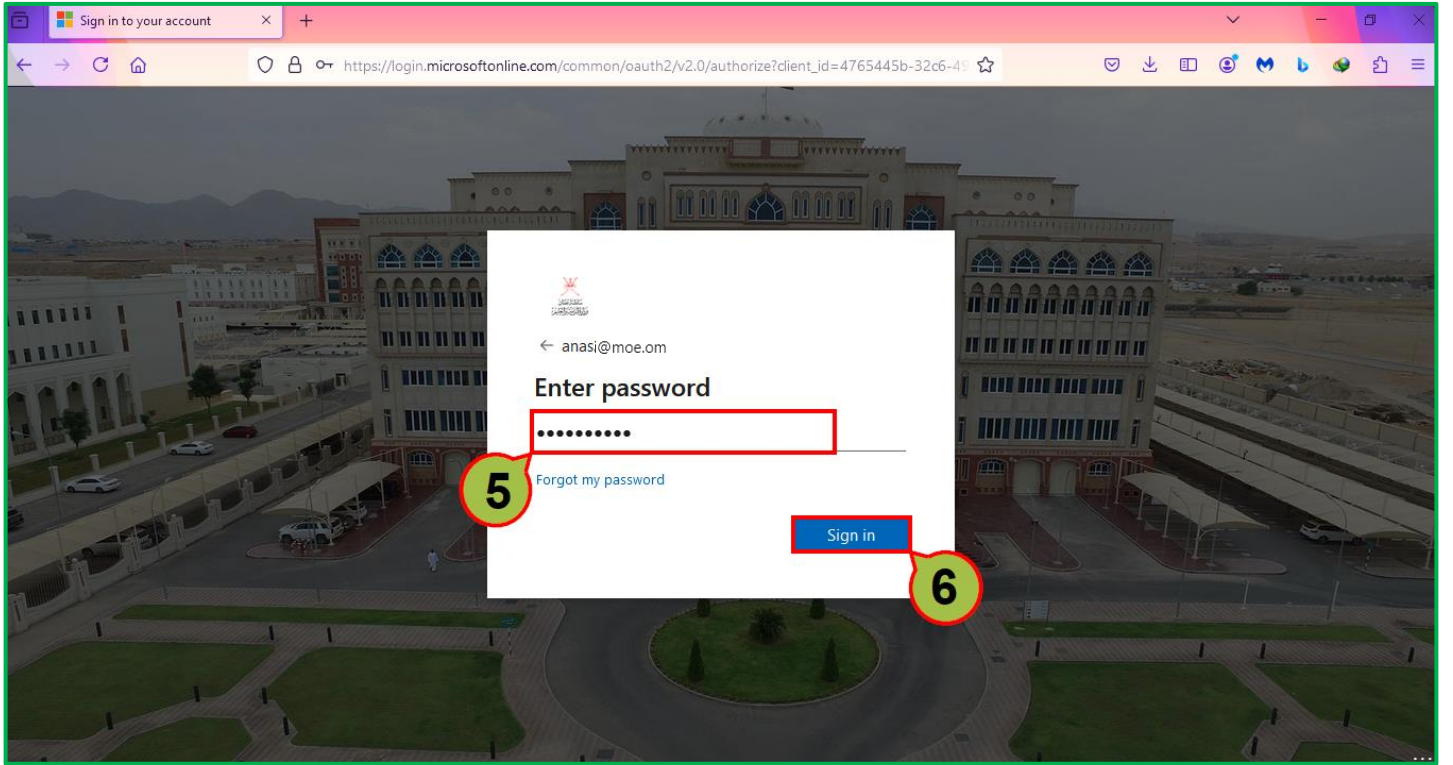 Sign in to your account
https://login.microsoftonline.com/common/oauth2/v2.0/authorize?client_id=4765445b-32c6-49
anasi@moe.om
Enter password
••••••••••
5
Forgot my password
Sign in
6